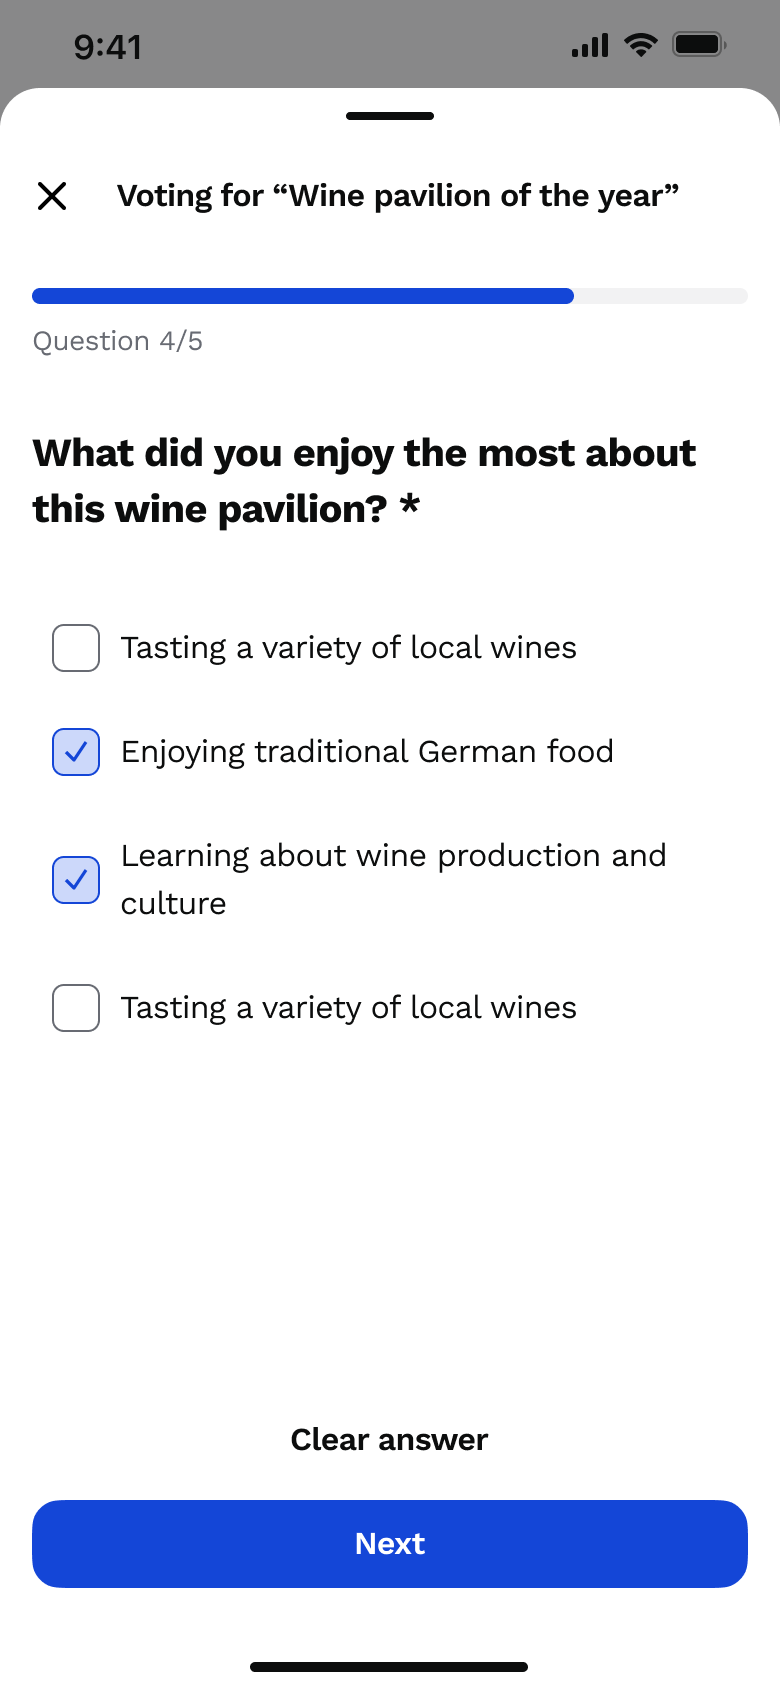 9:41
Voting for “Wine pavilion of the year”
Question 4/5
What did you enjoy the most about
this wine pavilion? *
Tasting a variety of local wines
Enjoying traditional German food
Learning about wine production and
culture
Tasting a variety of local wines
Clear answer
Next